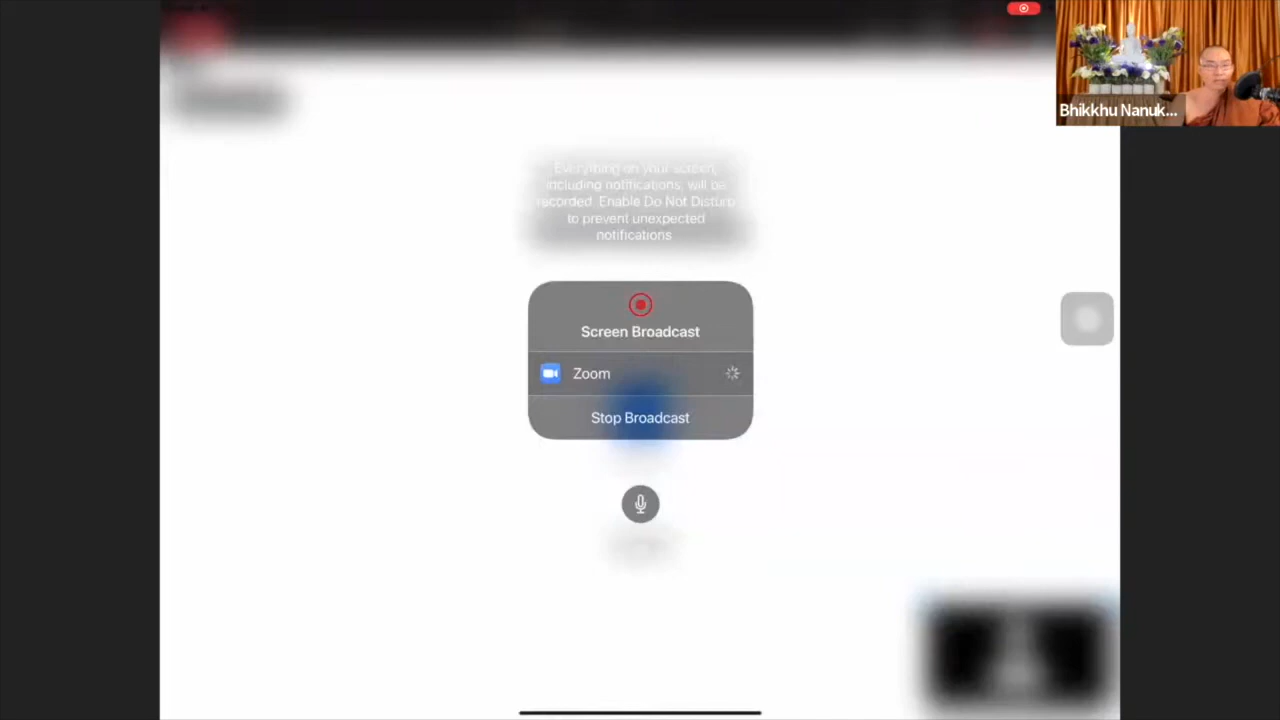 Bhikkhu Nanuk...
Everything on your screen,
including notifications, will be
recorded. Enable Do Not Disturb
to prevent unexpected
notifications
Screen Broadcast
Zoom
Stop Broadcast